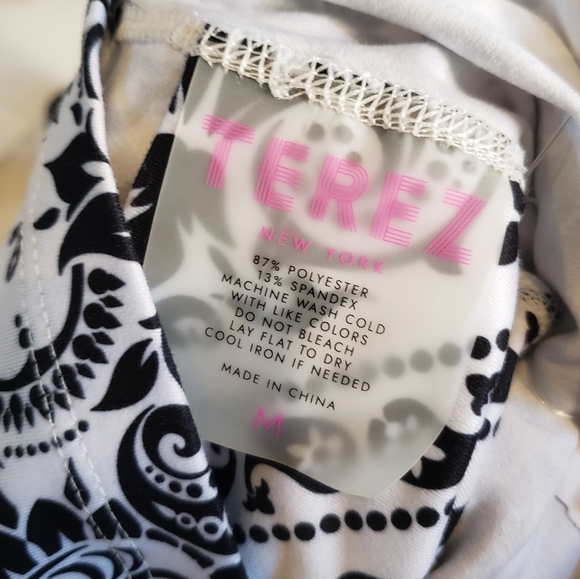 TEREZ
NEW YORK
87% POLYESTER
13% SPANDEX
MACHINE WASH COLD
WITH LIKE COLORS
DO NOT BLEACH
LAY FLAT TO DRY
COOL IRON IF NEEDED
MADE IN CHINA
M